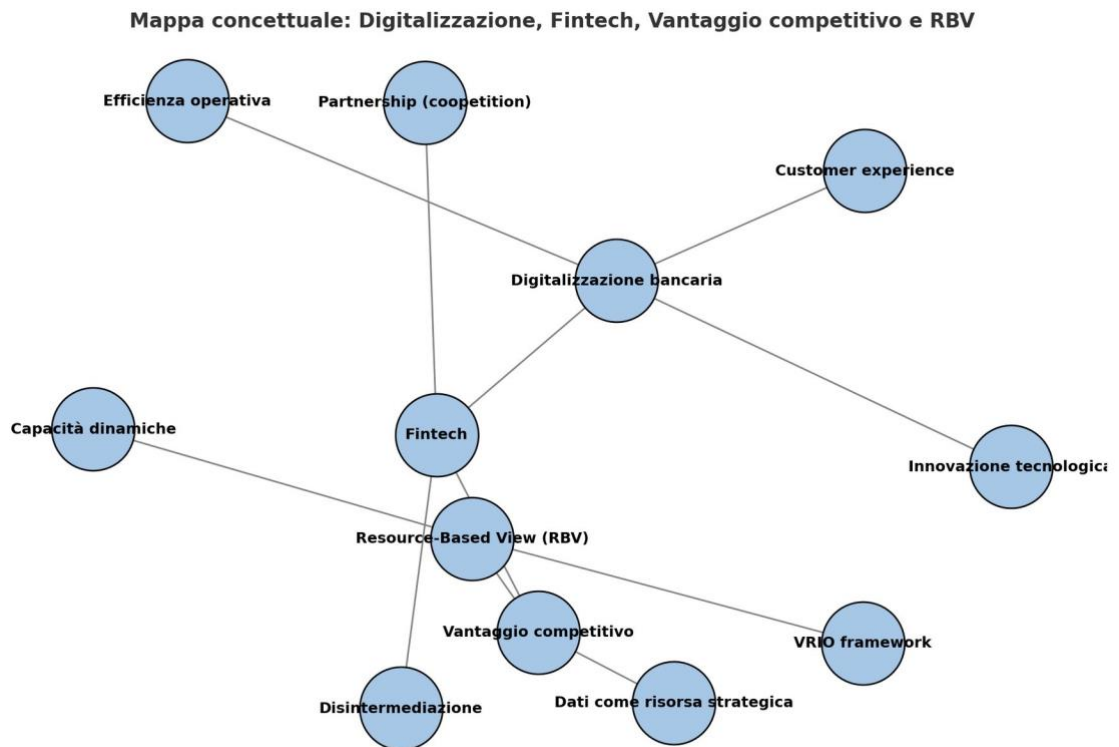 Mappa concettuale: Digitalizzazione, Fintech, Vantaggio competitivo e RBV
Efficienza operativa
Partnership (coopetition)
Customer experience
Digitalizzazione bancaria
Capacità dinamiche
Fintech
Innovazione tecnologica
Resource-Based View (RBV)
Vantaggio competitivo
VRIO framework
Disintermediazione
Dati come risorsa strategica